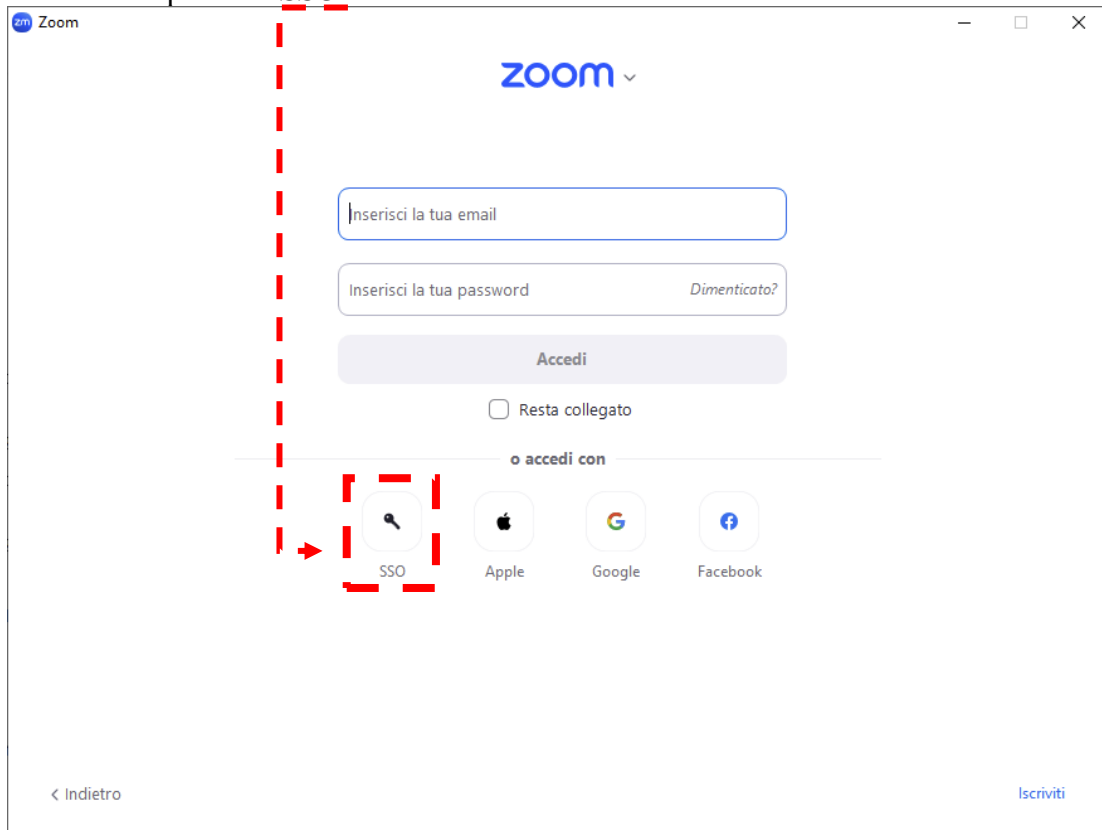 zm Zoom
zoom
Inserisci la tua email
Inserisci la tua password Dimenticato?
Accedi
Resta collegato
o accedi con
SSO Apple Google Facebook
Indietro Iscriviti